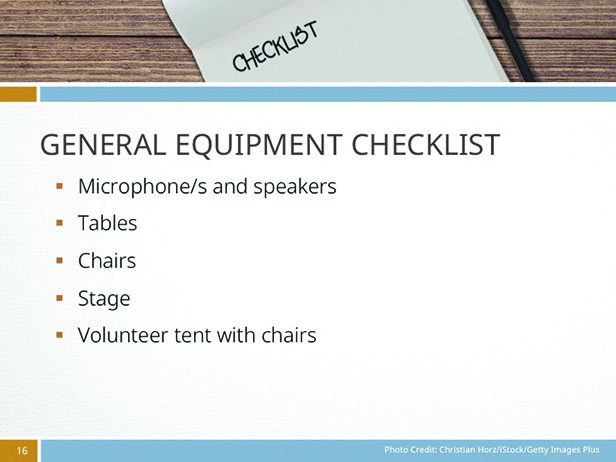 CHECKLIST
GENERAL EQUIPMENT CHECKLIST
Microphone/s and speakers
Tables
Chairs
Stage
Volunteer tent with chairs
16
Photo Credit: Christian Horz/iStock/Getty Images Plus